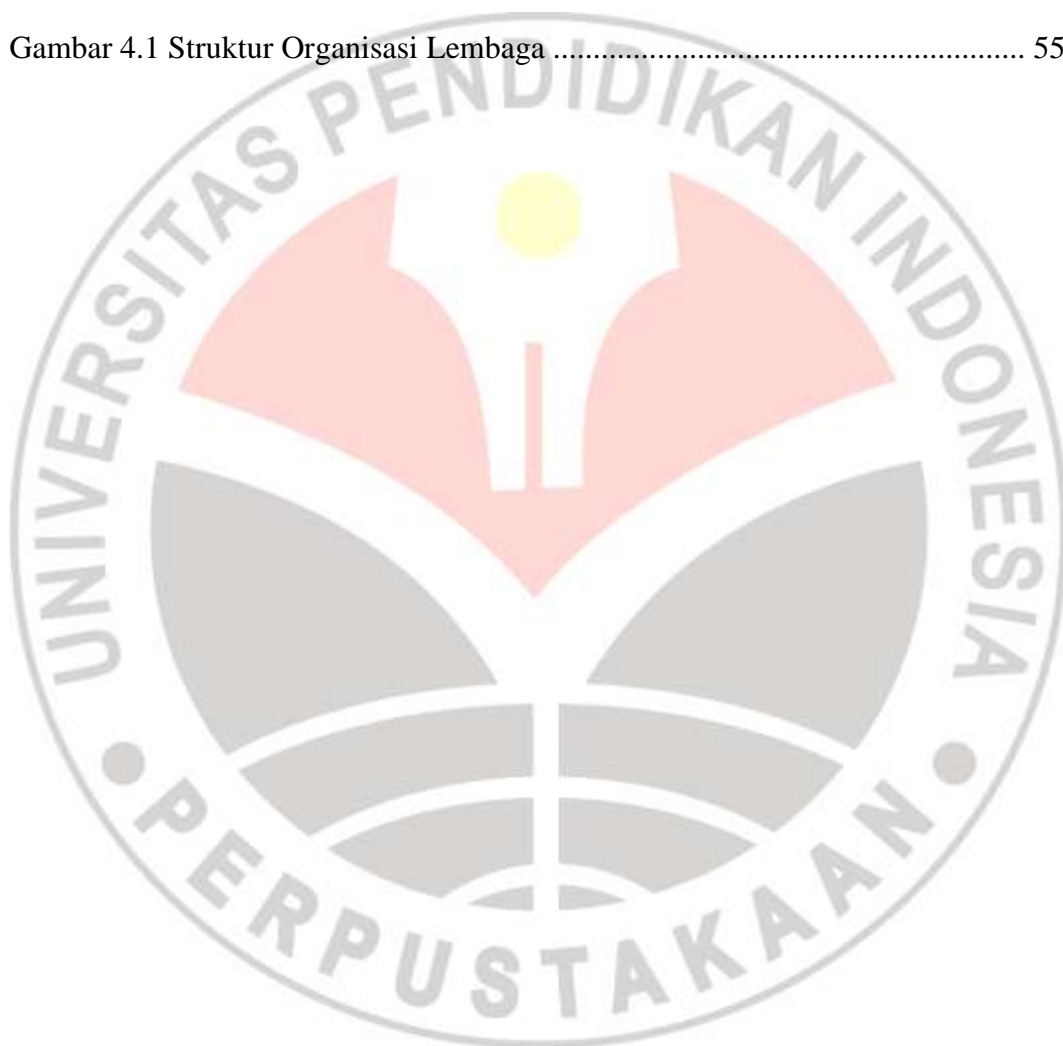 Gambar 4.1 Struktur Organisasi Lembaga ........................................................... 55
UNIVERSITAS PENDIDIKAN INDONESIA
PERPUSTAKAAN